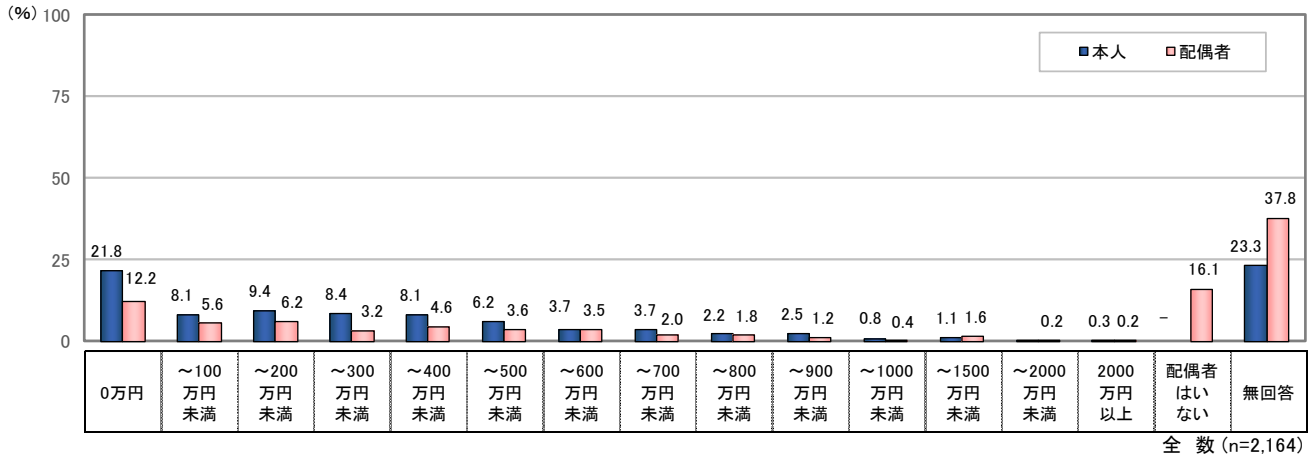 (%)
100
75
50
25
0
本人 配偶者
21.8 12.2
8.1 5.6
9.4 6.2
8.4 3.2
8.1 4.6
6.2 3.6
3.7 3.5
3.7 2.0
2.2 1.8
2.5 1.2
0.8 0.4
1.1 1.6
0.2
0.3 0.2
– 16.1
23.3 37.8
0万円
～100
万円
未満
～200
万円
未満
～300
万円
未満
～400
万円
未満
～500
万円
未満
～600
万円
未満
～700
万円
未満
～800
万円
未満
～900
万円
未満
～1000
万円
未満
～1500
万円
未満
～2000
万円
未満
2000
万円
以上
配偶者
はい
ない
無回答
全 数 (n=2,164)